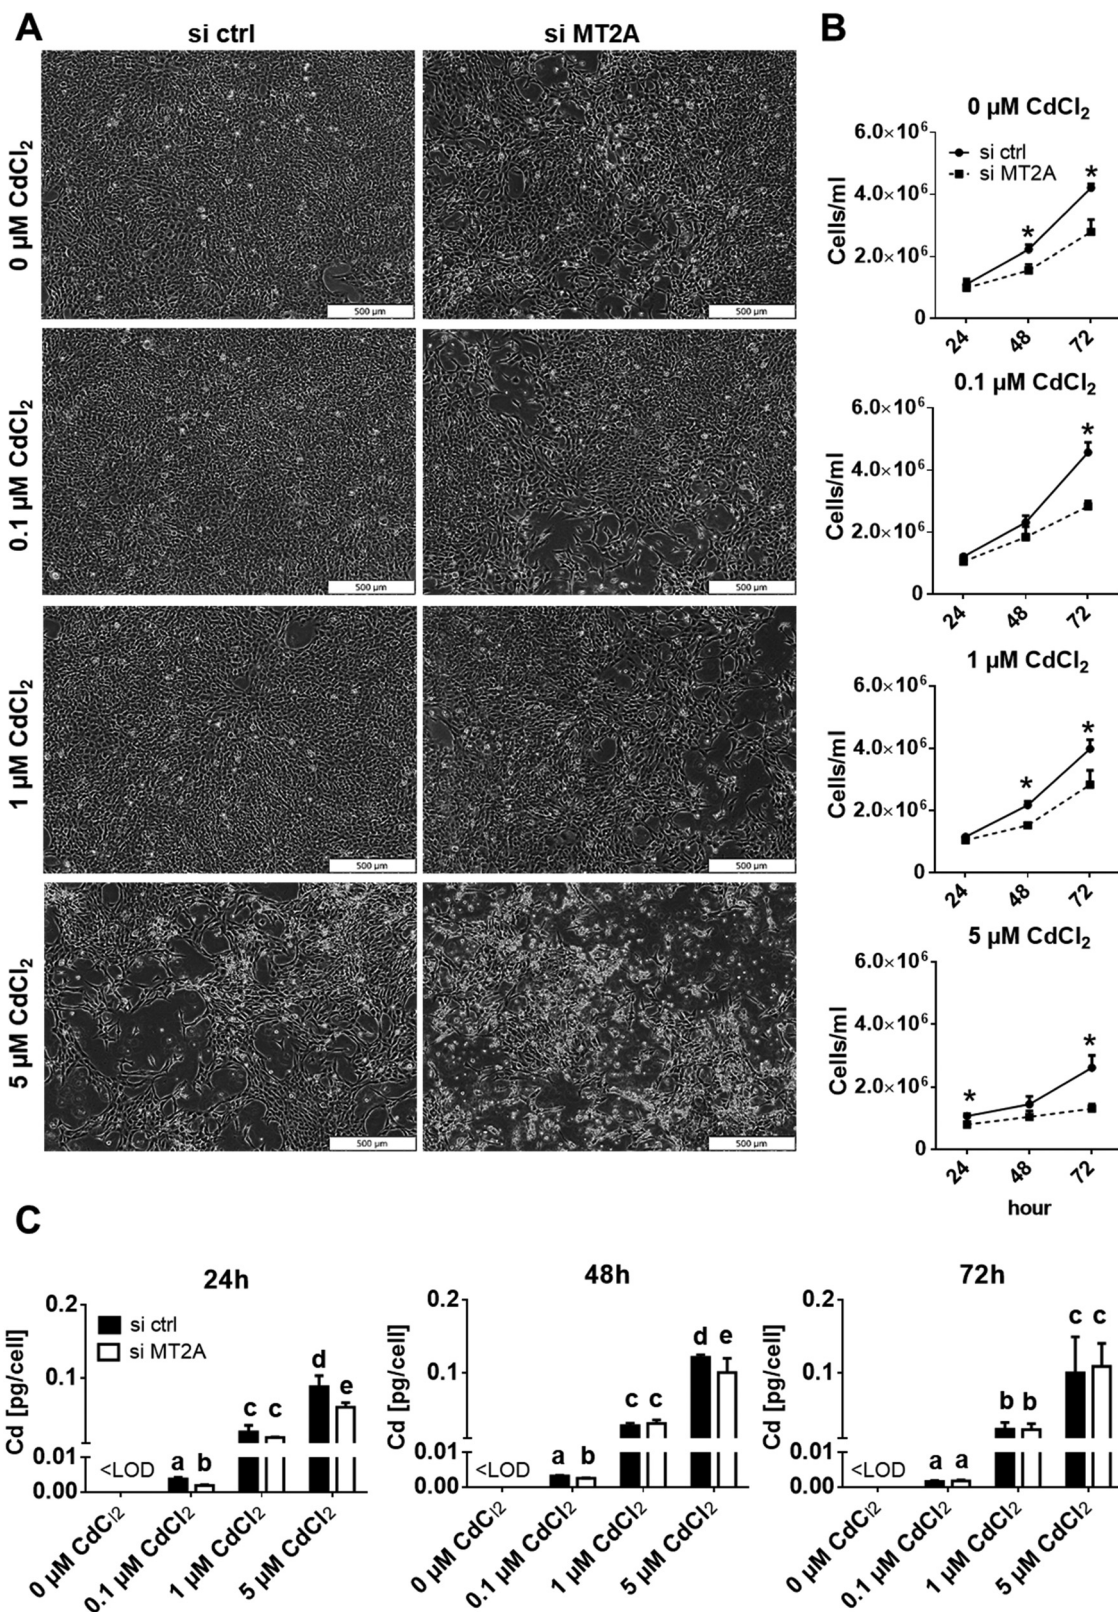 A
B
si ctrl
si MT2A
0 µM CdCl2
500 µm
500 µm
0.1 µM CdCl2
500 µm
500 µm
1 µM CdCl2
500 µm
500 µm
5 µM CdCl2
500 µm
500 µm
0 µM CdCl2
Cells/ml
6.0×10⁶
4.0×10⁶
2.0×10⁶
0
si ctrl
si MT2A
*
*
24
48
72
0.1 µM CdCl2
Cells/ml
6.0×10⁶
4.0×10⁶
2.0×10⁶
0
*
24
48
72
1 µM CdCl2
Cells/ml
6.0×10⁶
4.0×10⁶
2.0×10⁶
0
*
*
24
48
72
5 µM CdCl2
Cells/ml
6.0×10⁶
4.0×10⁶
2.0×10⁶
0
*
*
24
48
72
hour
C
24h
Cd [pg/cell]
0.2
0.1
0.01
0.00
si ctrl
si MT2A
<LOD
a b
c c
d e
0 µM CdCl2
0.1 µM CdCl2
1 µM CdCl2
5 µM CdCl2
48h
Cd [pg/cell]
0.2
0.1
0.01
0.00
<LOD
a b
c c
d e
0 µM CdCl2
0.1 µM CdCl2
1 µM CdCl2
5 µM CdCl2
72h
Cd [pg/cell]
0.2
0.1
0.01
0.00
<LOD
a a
b b
c c
0 µM CdCl2
0.1 µM CdCl2
1 µM CdCl2
5 µM CdCl2